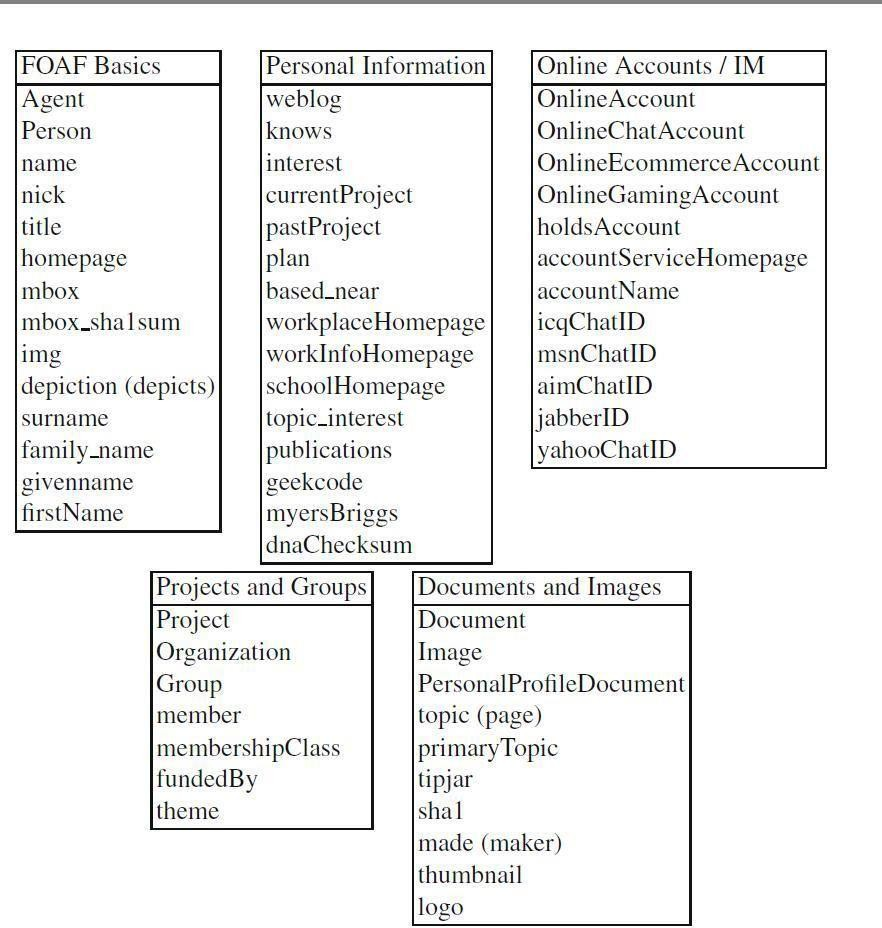 FOAF Basics
Agent
Person
name
nick
title
homepage
mbox
mbox_sha1sum
img
depiction (depicts)
surname
family_name
givenname
firstName
Personal Information
weblog
knows
interest
currentProject
pastProject
plan
based_near
workplaceHomepage
workInfoHomepage
schoolHomepage
topic_interest
publications
geekcode
myersBriggs
dnaChecksum
Online Accounts / IM
OnlineAccount
OnlineChatAccount
OnlineEcommerceAccount
OnlineGamingAccount
holdsAccount
accountServiceHomepage
accountName
icqChatID
msnChatID
aimChatID
jabberID
yahooChatID
Projects and Groups
Project
Organization
Group
member
membershipClass
fundedBy
theme
Documents and Images
Document
Image
PersonalProfileDocument
topic (page)
primaryTopic
tipjar
sha1
made (maker)
thumbnail
logo